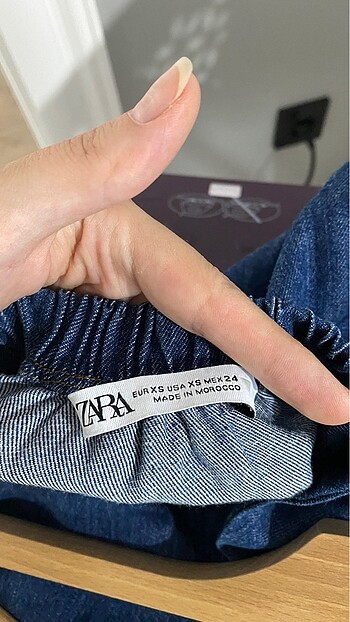 ZARA
EUR XS USA XS MEX 24
MADE IN MOROCCO